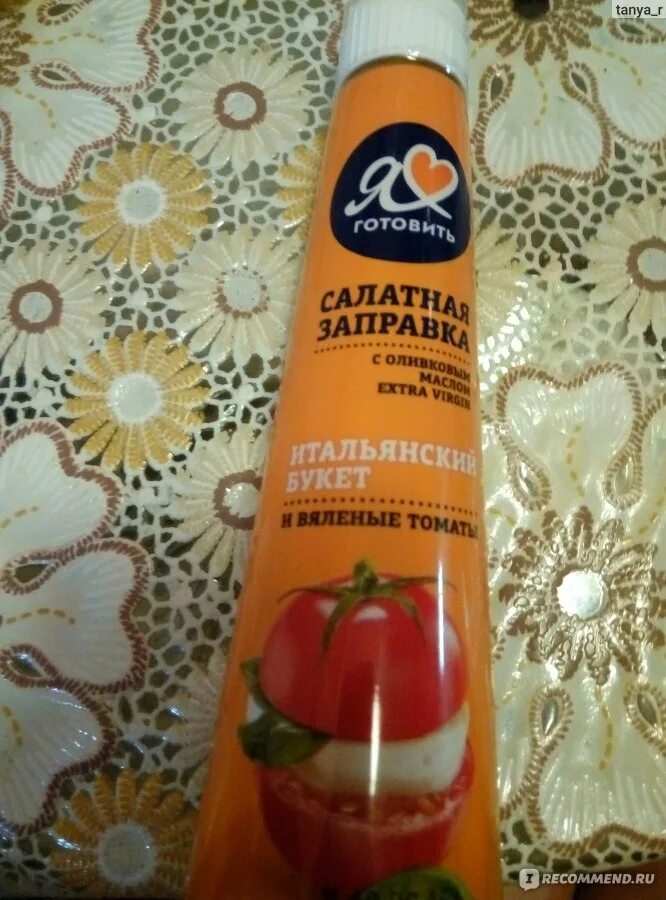 tanya_r
Я
ГОТОВИТЬ
САЛАТНАЯ
ЗАПРАВКА
С ОЛИВКОВЫМ
МАСЛОМ
EXTRA VIRGIN
ИТАЛЬЯНСКИЙ
БУКЕТ
И ВЯЛЕНЫЕ ТОМАТЫ
I RECOMMEND.RU